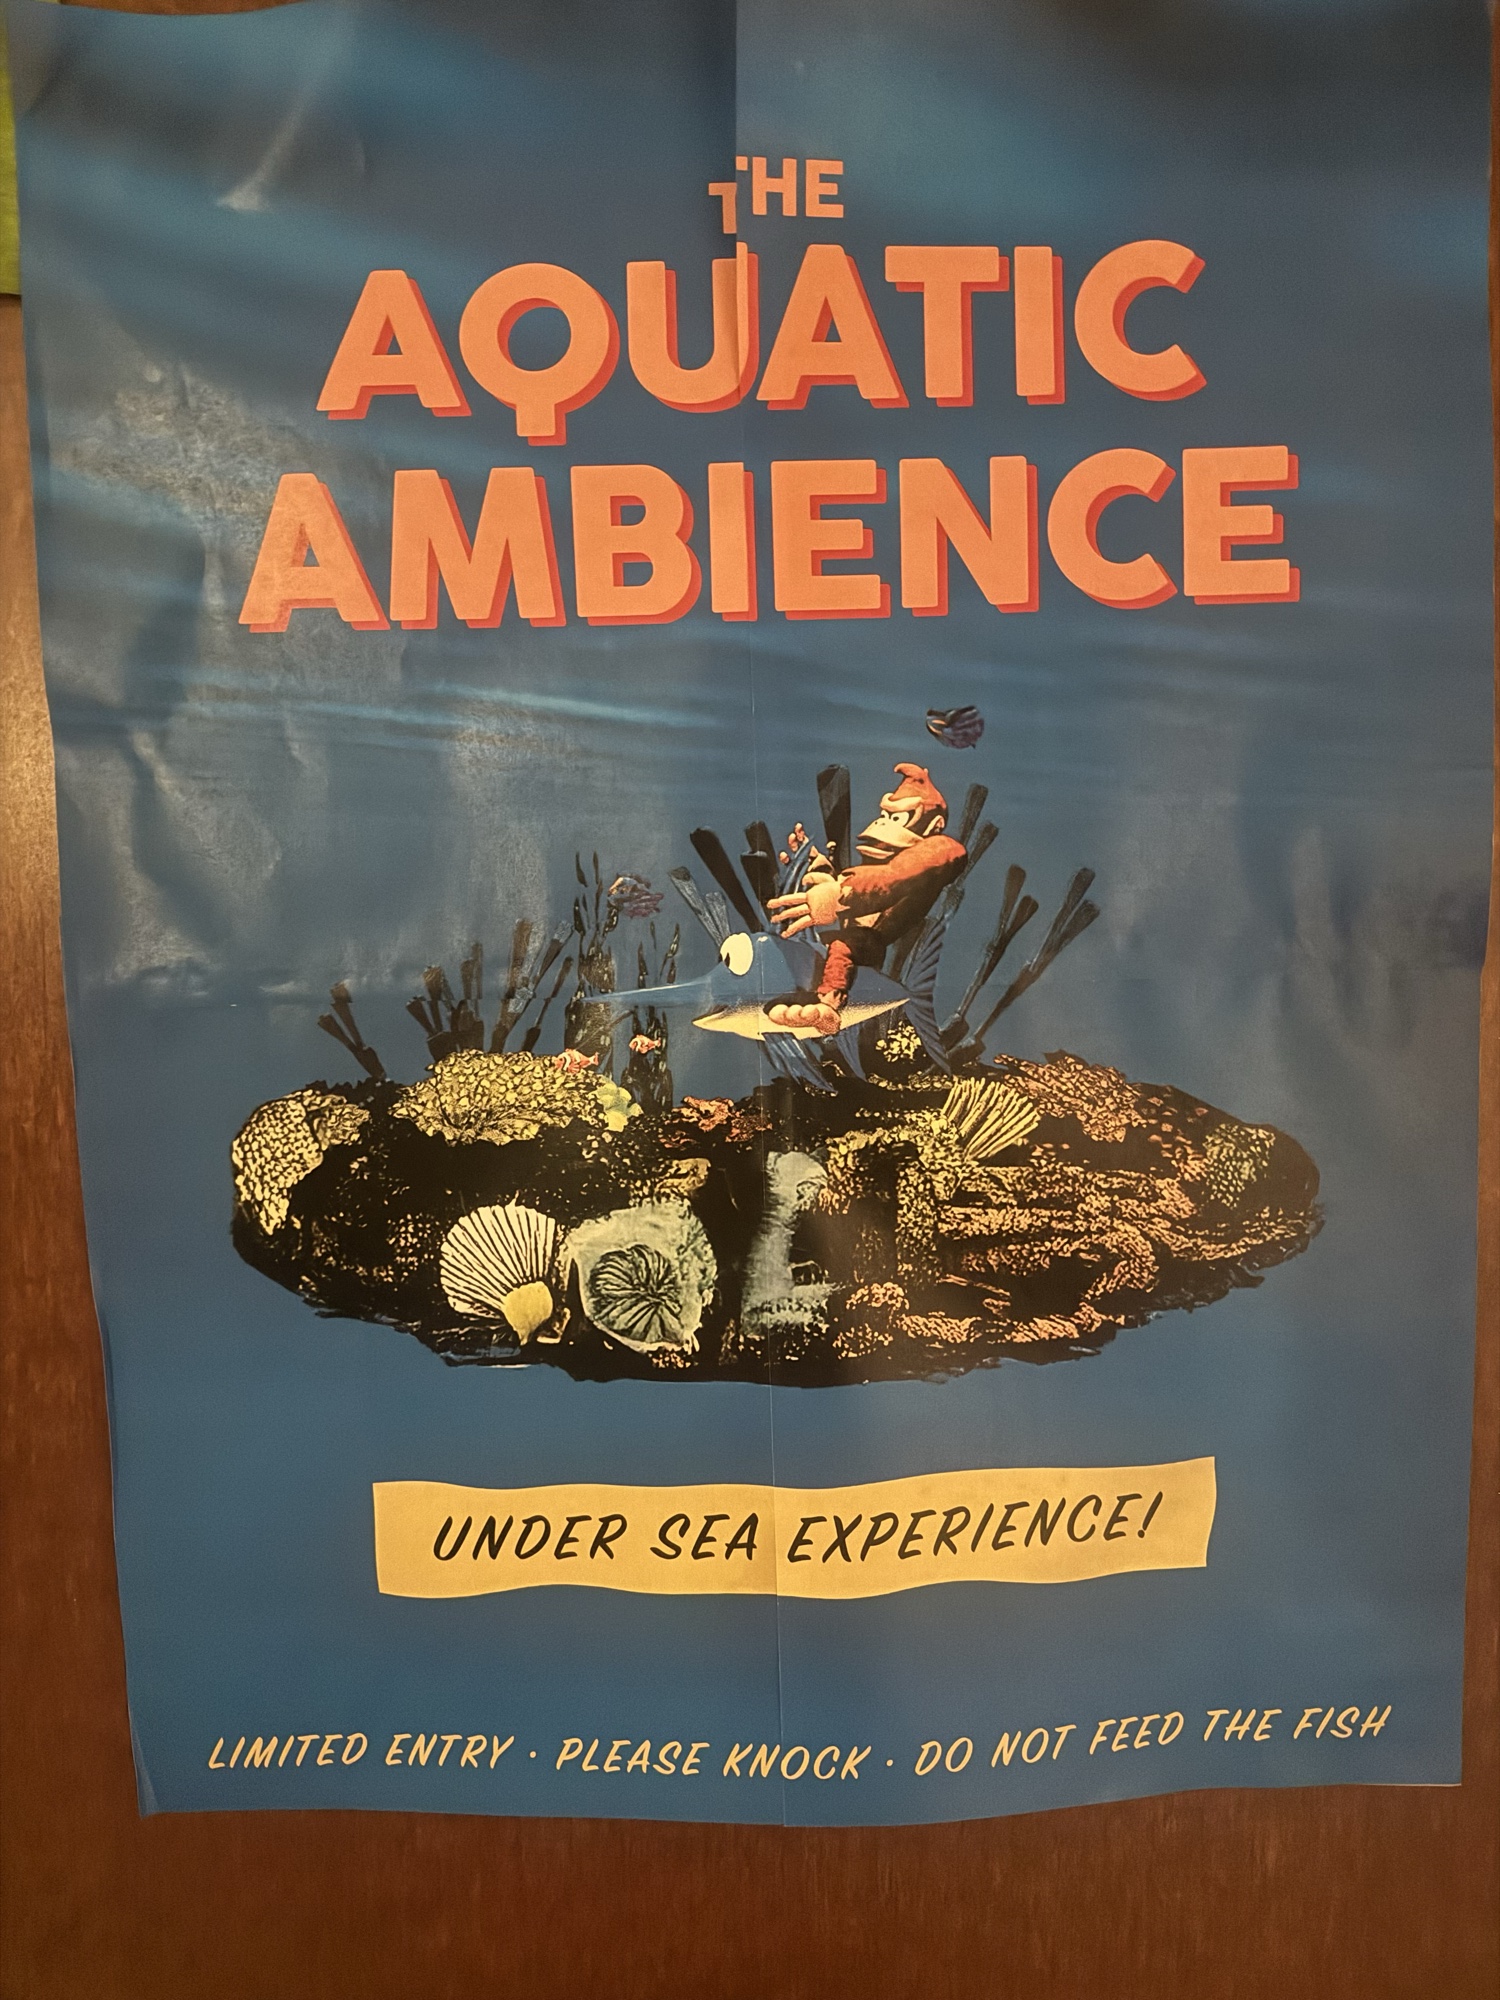 THE
AQUATIC
AMBIENCE
UNDER SEA EXPERIENCE!
LIMITED ENTRY · PLEASE KNOCK · DO NOT FEED THE FISH